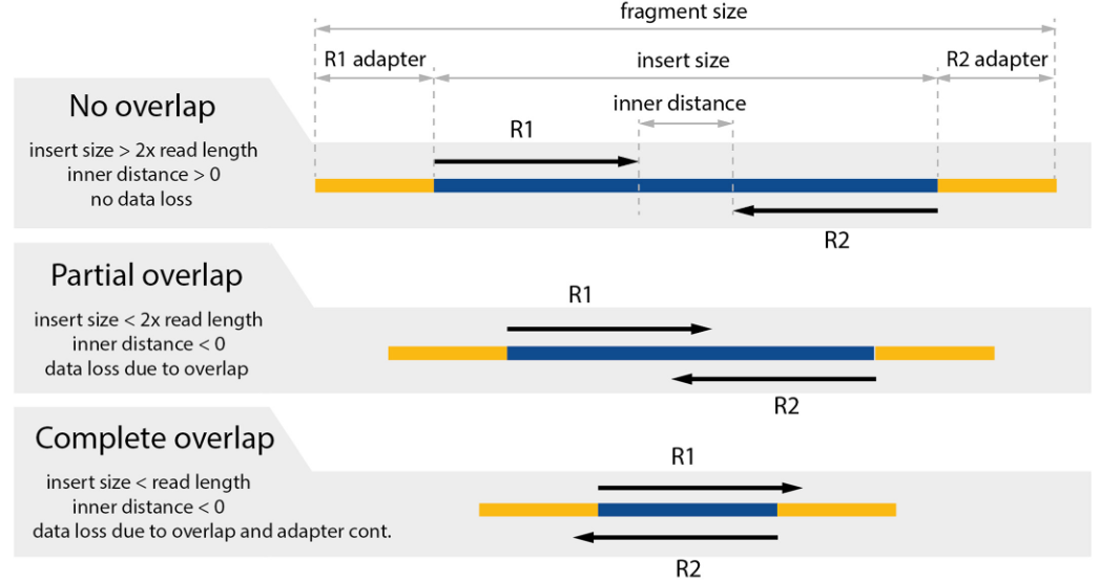 fragment size
R1 adapter
insert size
R2 adapter
inner distance
No overlap
insert size > 2x read length
inner distance > 0
no data loss
R1
R2
Partial overlap
insert size < 2x read length
inner distance < 0
data loss due to overlap
R1
R2
Complete overlap
insert size < read length
inner distance < 0
data loss due to overlap and adapter cont.
R1
R2